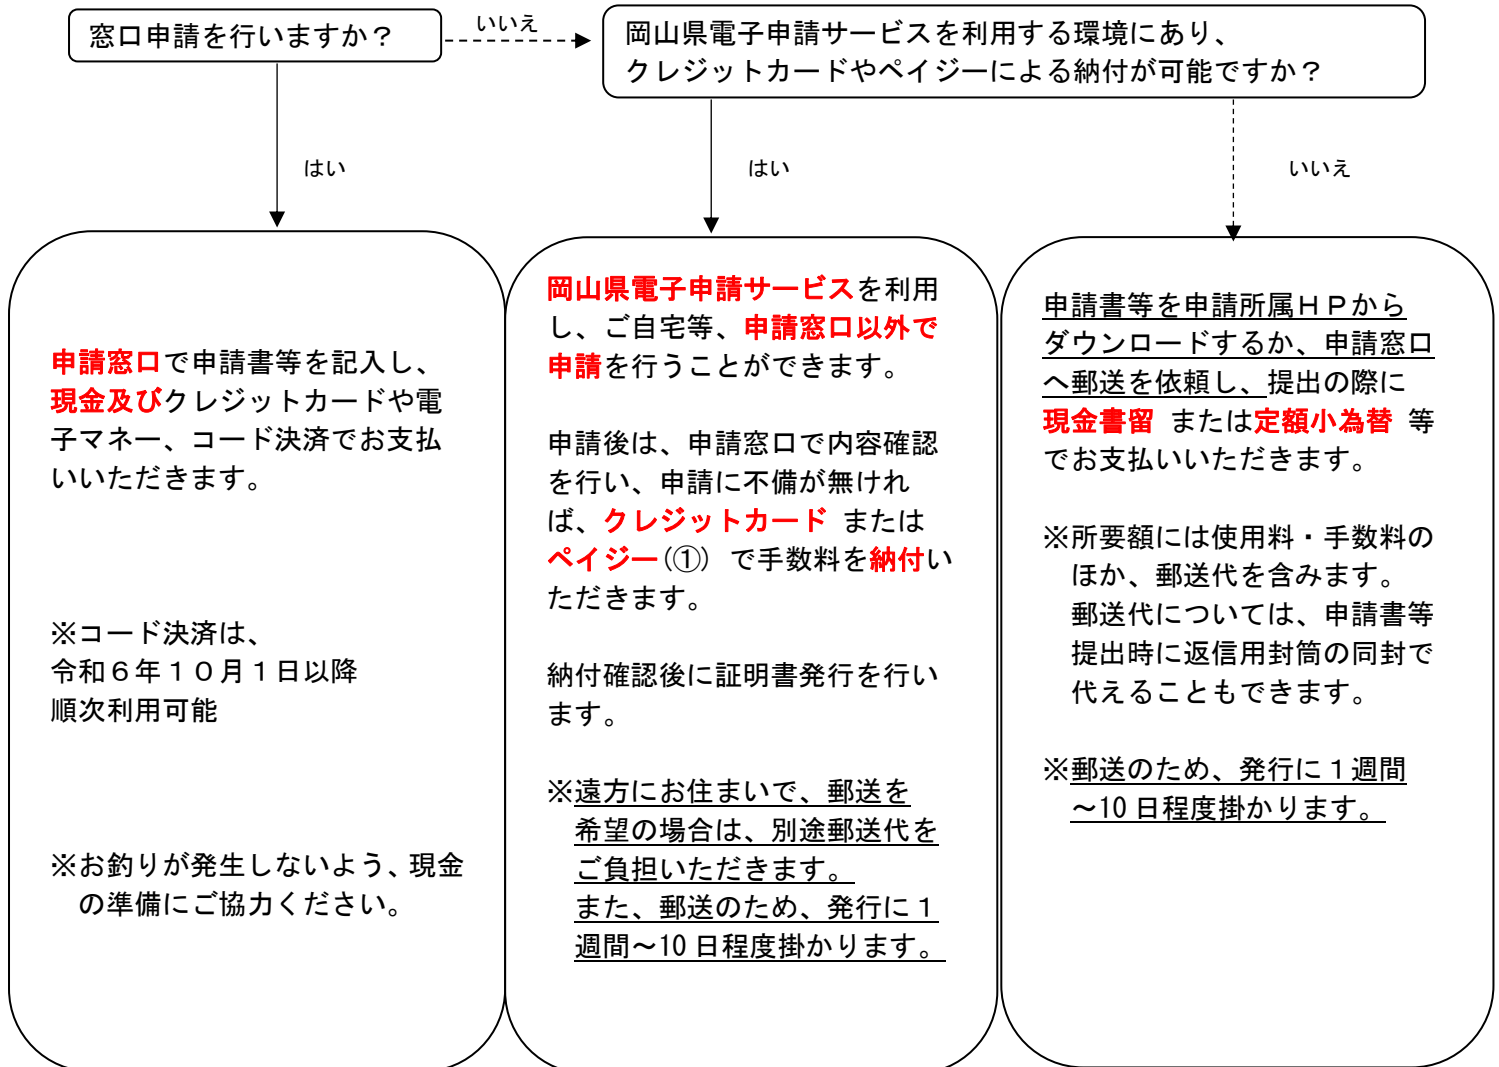 窓口申請を行いますか？
いいえ
岡山県電子申請サービスを利用する環境にあり、
クレジットカードやペイジーによる納付が可能ですか？
はい
はい
いいえ
申請窓口で申請書等を記入し、
現金及びクレジットカードや電
子マネー、コード決済でお支払
いいただきます。
※コード決済は、
令和６年１０月１日以降
順次利用可能
※お釣りが発生しないよう、現金
の準備にご協力ください。
岡山県電子申請サービスを利用
し、ご自宅等、申請窓口以外で
申請を行うことができます。
申請後は、申請窓口で内容確認
を行い、申請に不備が無けれ
ば、クレジットカード または
ペイジー(①) で手数料を納付い
ただきます。
納付確認後に証明書発行を行い
ます。
※遠方にお住まいで、郵送を
希望の場合は、別途郵送代を
ご負担いただきます。
また、郵送のため、発行に１
週間～10 日程度掛かります。
申請書等を申請所属ＨＰから
ダウンロードするか、申請窓口
へ郵送を依頼し、提出の際に
現金書留 または定額小為替 等
でお支払いいただきます。
※所要額には使用料・手数料の
ほか、郵送代を含みます。
郵送代については、申請書等
提出時に返信用封筒の同封で
代えることもできます。
※郵送のため、発行に１週間
～10 日程度掛かります。